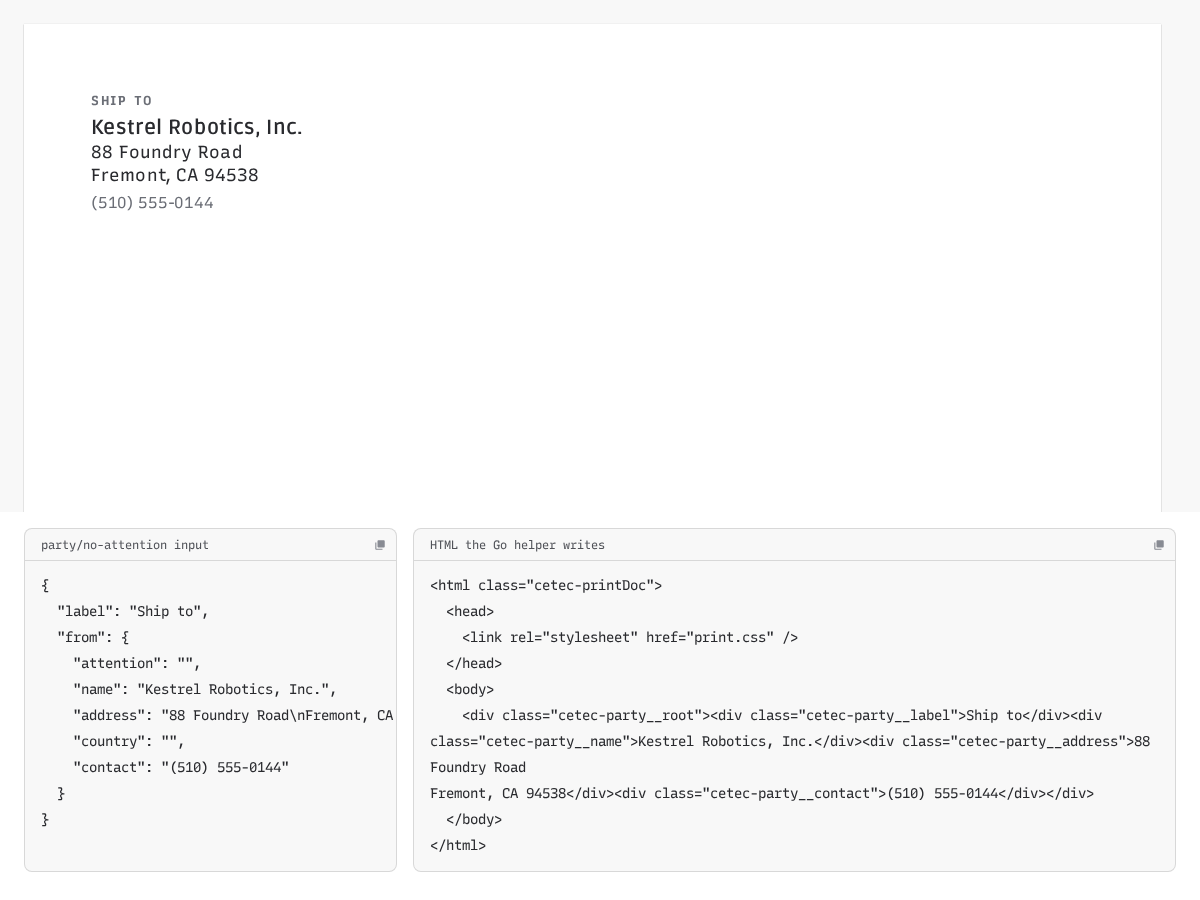 SHIP TO
Kestrel Robotics, Inc.
88 Foundry Road
Fremont, CA 94538
(510) 555-0144
party/no-attention input
{
  "label": "Ship to",
  "from": {
    "attention": "",
    "name": "Kestrel Robotics, Inc.",
    "address": "88 Foundry Road\nFremont, CA
    "country": "",
    "contact": "(510) 555-0144"
  }
}
HTML the Go helper writes
<html class="cetec-printDoc">
  <head>
    <link rel="stylesheet" href="print.css" />
  </head>
  <body>
    <div class="cetec-party__root"><div class="cetec-party__label">Ship to</div><div
class="cetec-party__name">Kestrel Robotics, Inc.</div><div class="cetec-party__address">88
Foundry Road
Fremont, CA 94538</div><div class="cetec-party__contact">(510) 555-0144</div></div>
  </body>
</html>